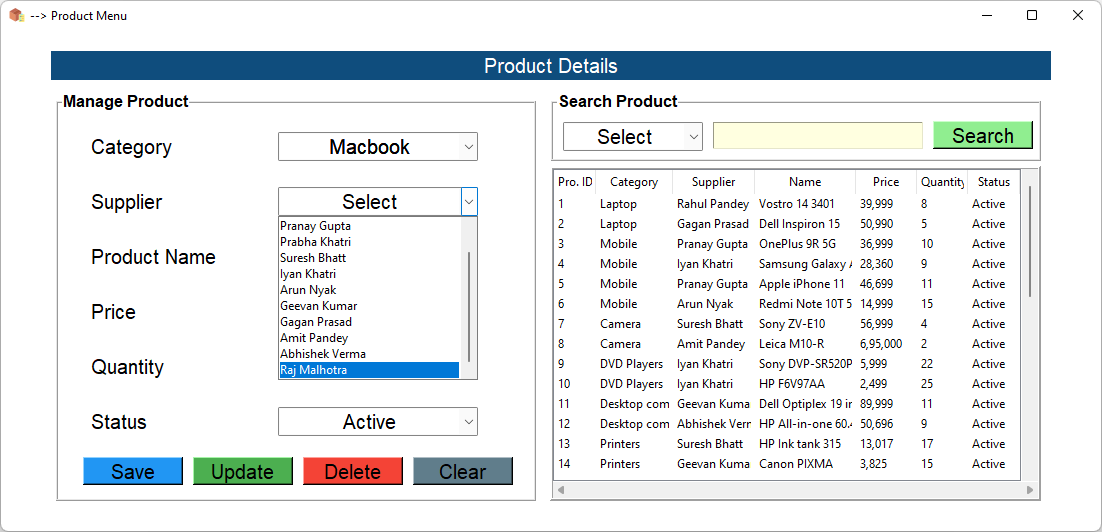 --> Product Menu
Product Details
Manage Product
Category
Macbook
Supplier
Select
Pranay Gupta
Prabha Khatri
Suresh Bhatt
Iyan Khatri
Arun Nyak
Geevan Kumar
Gagan Prasad
Amit Pandey
Abhishek Verma
Raj Malhotra
Product Name
Price
Quantity
Status
Active
Save Update Delete Clear
Search Product
Select
Search
Pro. ID Category Supplier Name Price Quantity Status
1 Laptop Rahul Pandey Vostro 14 3401 39,999 8 Active
2 Laptop Gagan Prasad Dell Inspiron 15 50,990 5 Active
3 Mobile Pranay Gupta OnePlus 9R 5G 36,999 10 Active
4 Mobile Iyan Khatri Samsung Galaxy 28,360 9 Active
5 Mobile Pranay Gupta Apple iPhone 11 46,699 11 Active
6 Mobile Arun Nyak Redmi Note 10T 5 14,999 15 Active
7 Camera Suresh Bhatt Sony ZV-E10 56,999 4 Active
8 Camera Amit Pandey Leica M10-R 6,95,000 2 Active
9 DVD Players Iyan Khatri Sony DVP-SR520P 5,999 22 Active
10 DVD Players Iyan Khatri HP F6V97AA 2,499 25 Active
11 Desktop com Geevan Kuma Dell Optiplex 19 in 89,999 11 Active
12 Desktop com Abhishek Vern HP All-in-one 60.4 50,696 9 Active
13 Printers Suresh Bhatt HP Ink tank 315 13,017 17 Active
14 Printers Geevan Kuma Canon PIXMA 3,825 15 Active